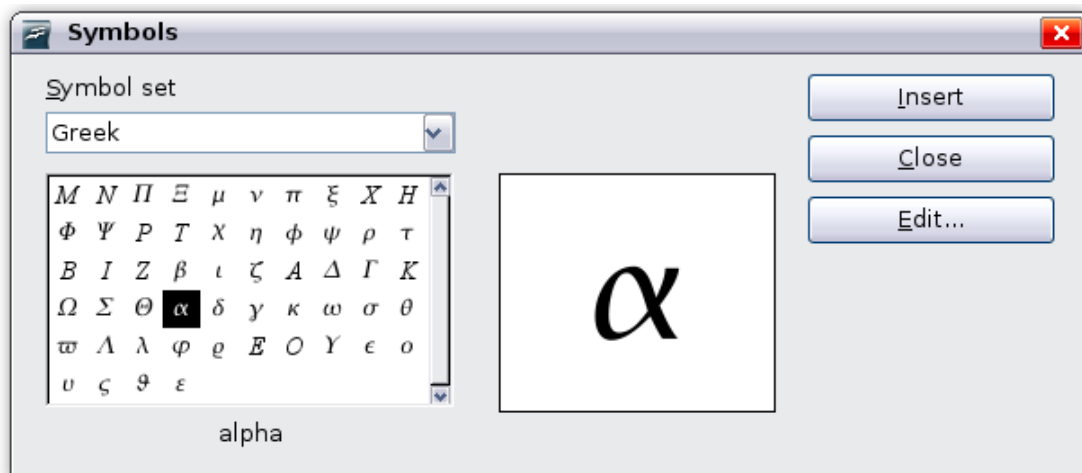 Symbols
Symbol set
Greek
Insert
Close
Edit...
Μ Ν Π Ξ μ ν π ξ Χ Η
Φ Ψ Ρ Τ χ η ϕ ψ ρ τ
Β Ι Ζ β ι ζ Α Δ Γ Κ
Ω Σ Θ α δ γ κ ω σ θ
ϖ Λ λ φ ϱ Ε Ο Υ ϵ ο
υ ς ϑ ε
α
alpha